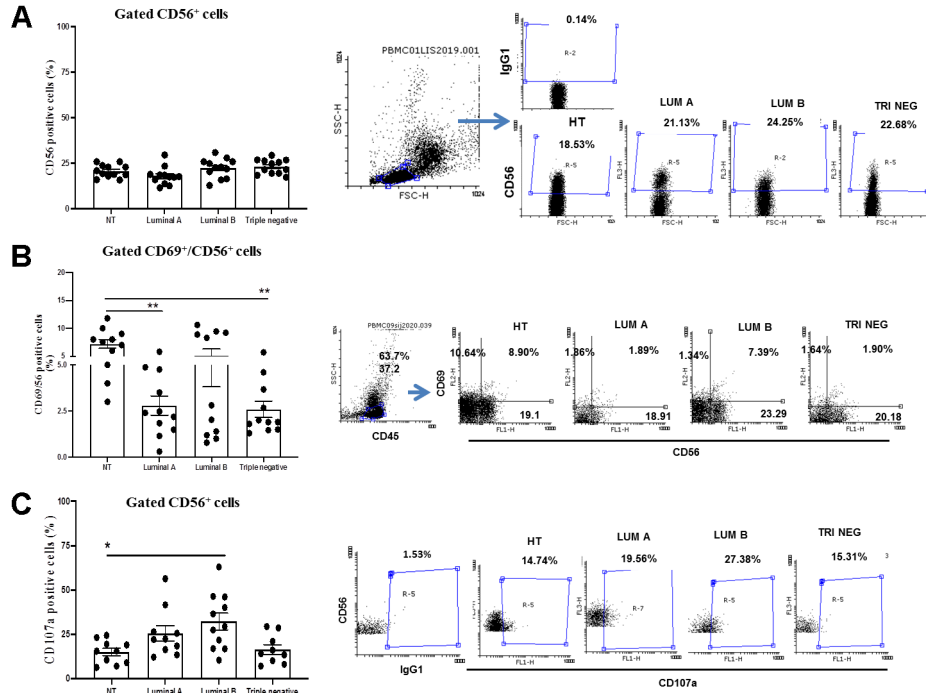 A
Gated CD56⁺ cells
CD56 positive cells (%)
100
75
50
25
0
NT Luminal A Luminal B Triple negative
PBMC01LIS2019.001
1024
SSC-H
FSC-H
1024
0.14%
IgG1
R-2
FSC-H
HT
18.53%
R-5
CD56
FSC-H
LUM A
21.13%
R-5
FL3-H
FSC-H
LUM B
24.25%
R-2
FL3-H
FSC-H
TRI NEG
22.68%
R-5
FL3-H
FSC-H
B
Gated CD69⁺/CD56⁺ cells
CD69/56 positive cells (%)
20
15
10
5
5.0
2.5
0.0
**
**
NT Luminal A Luminal B Triple negative
PBMC09sij2020.039
SSC-H
63.7%
37.2
CD45
HT
10.64% 8.90%
CD69
19.1
FL1-H
LUM A
1.86% 1.89%
FL2-H
18.91
FL1-H
LUM B
1.34% 7.39%
FL2-H
23.29
FL1-H
TRI NEG
1.64% 1.90%
FL2-H
20.18
FL1-H
CD56
C
Gated CD56⁺ cells
CD107a positive cells (%)
100
75
50
25
0
*
NT Luminal A Luminal B Triple negative
1.53%
CD56
R-5
IgG1
HT
14.74%
R-5
FL1-H
LUM A
19.56%
R-7
FL1-H
LUM B
27.38%
R-5
FL1-H
TRI NEG
15.31%
3
R-5
FL1-H
CD107a